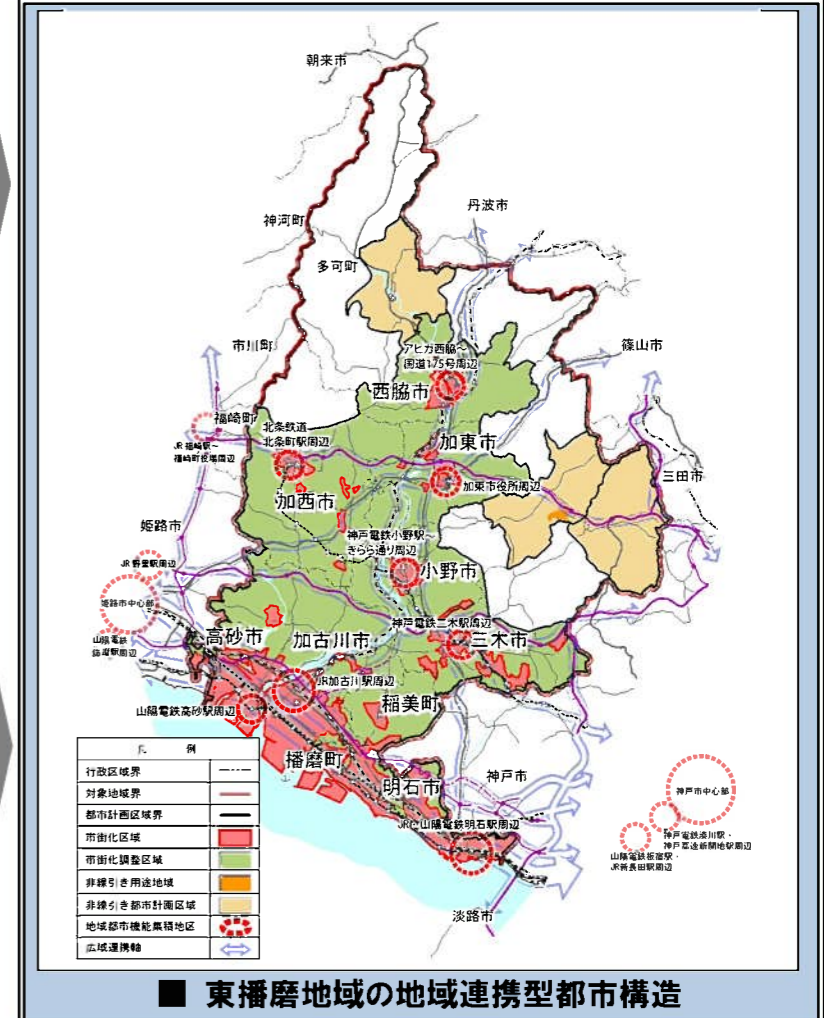 朝来市
丹波市
神河町
多可町
市川町
アピカ西脇～
国道175号周辺
篠山市
西脇市
福崎町
北条鉄道
北条町駅周辺
加東市
JR福崎駅～
福崎町役場周辺
加東市役所周辺
三田市
加西市
姫路市
神戸電鉄小野駅～
きらら通り周辺
JR野里駅周辺
小野市
姫路市中心部
神戸電鉄三木駅周辺
高砂市
加古川市
三木市
山陽電鉄
飾磨駅周辺
JR加古川駅周辺
稲美町
山陽電鉄高砂駅周辺
播磨町
明石市
神戸市
神戸市中心部
JR・山陽電鉄明石駅周辺
神戸電鉄湊川駅・
神戸高速新開地駅周辺
山陽電鉄板宿駅・
JR新長田駅周辺
淡路市
凡例
行政区域界
対象地域界
都市計画区域界
市街化区域
市街化調整区域
非線引き用途地域
非線引き都市計画区域
地域都市機能集積地区
広域連携軸
■ 東播磨地域の地域連携型都市構造